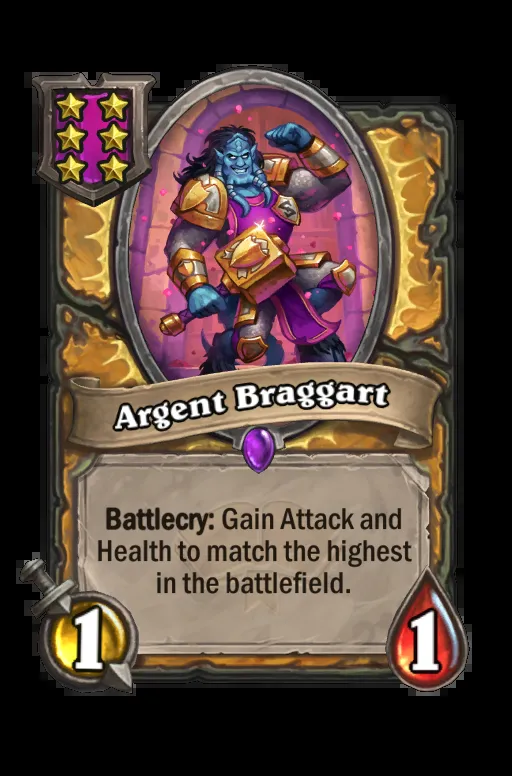 Argent Braggart
Battlecry: Gain Attack and
Health to match the highest
in the battlefield.
1
1